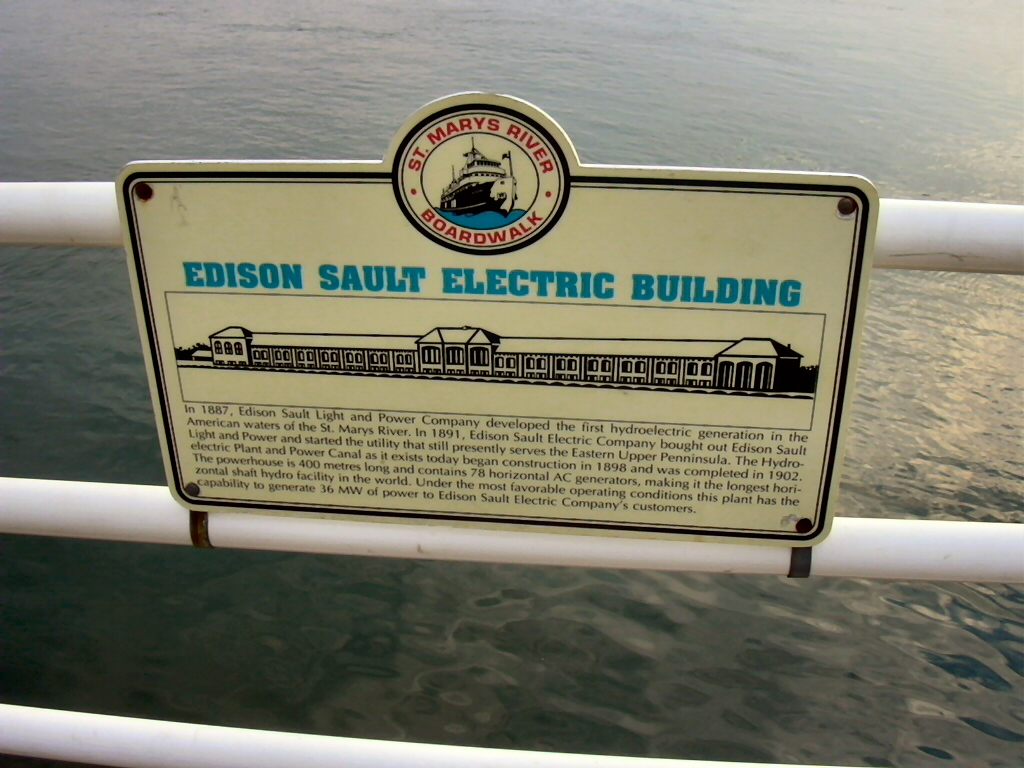 ST. MARYS RIVER
BOARDWALK
EDISON SAULT ELECTRIC BUILDING
In 1887, Edison Sault Light and Power Company developed the first hydroelectric generation in the
American waters of the St. Marys River. In 1891, Edison Sault Electric Company bought out Edison Sault
Light and Power and started the utility that still presently serves the Eastern Upper Penninsula. The Hydro-
electric Plant and Power Canal as it exists today began construction in 1898 and was completed in 1902.
The powerhouse is 400 metres long and contains 78 horizontal AC generators, making it the longest hori-
zontal shaft hydro facility in the world. Under the most favorable operating conditions this plant has the
capability to generate 36 MW of power to Edison Sault Electric Company's customers.